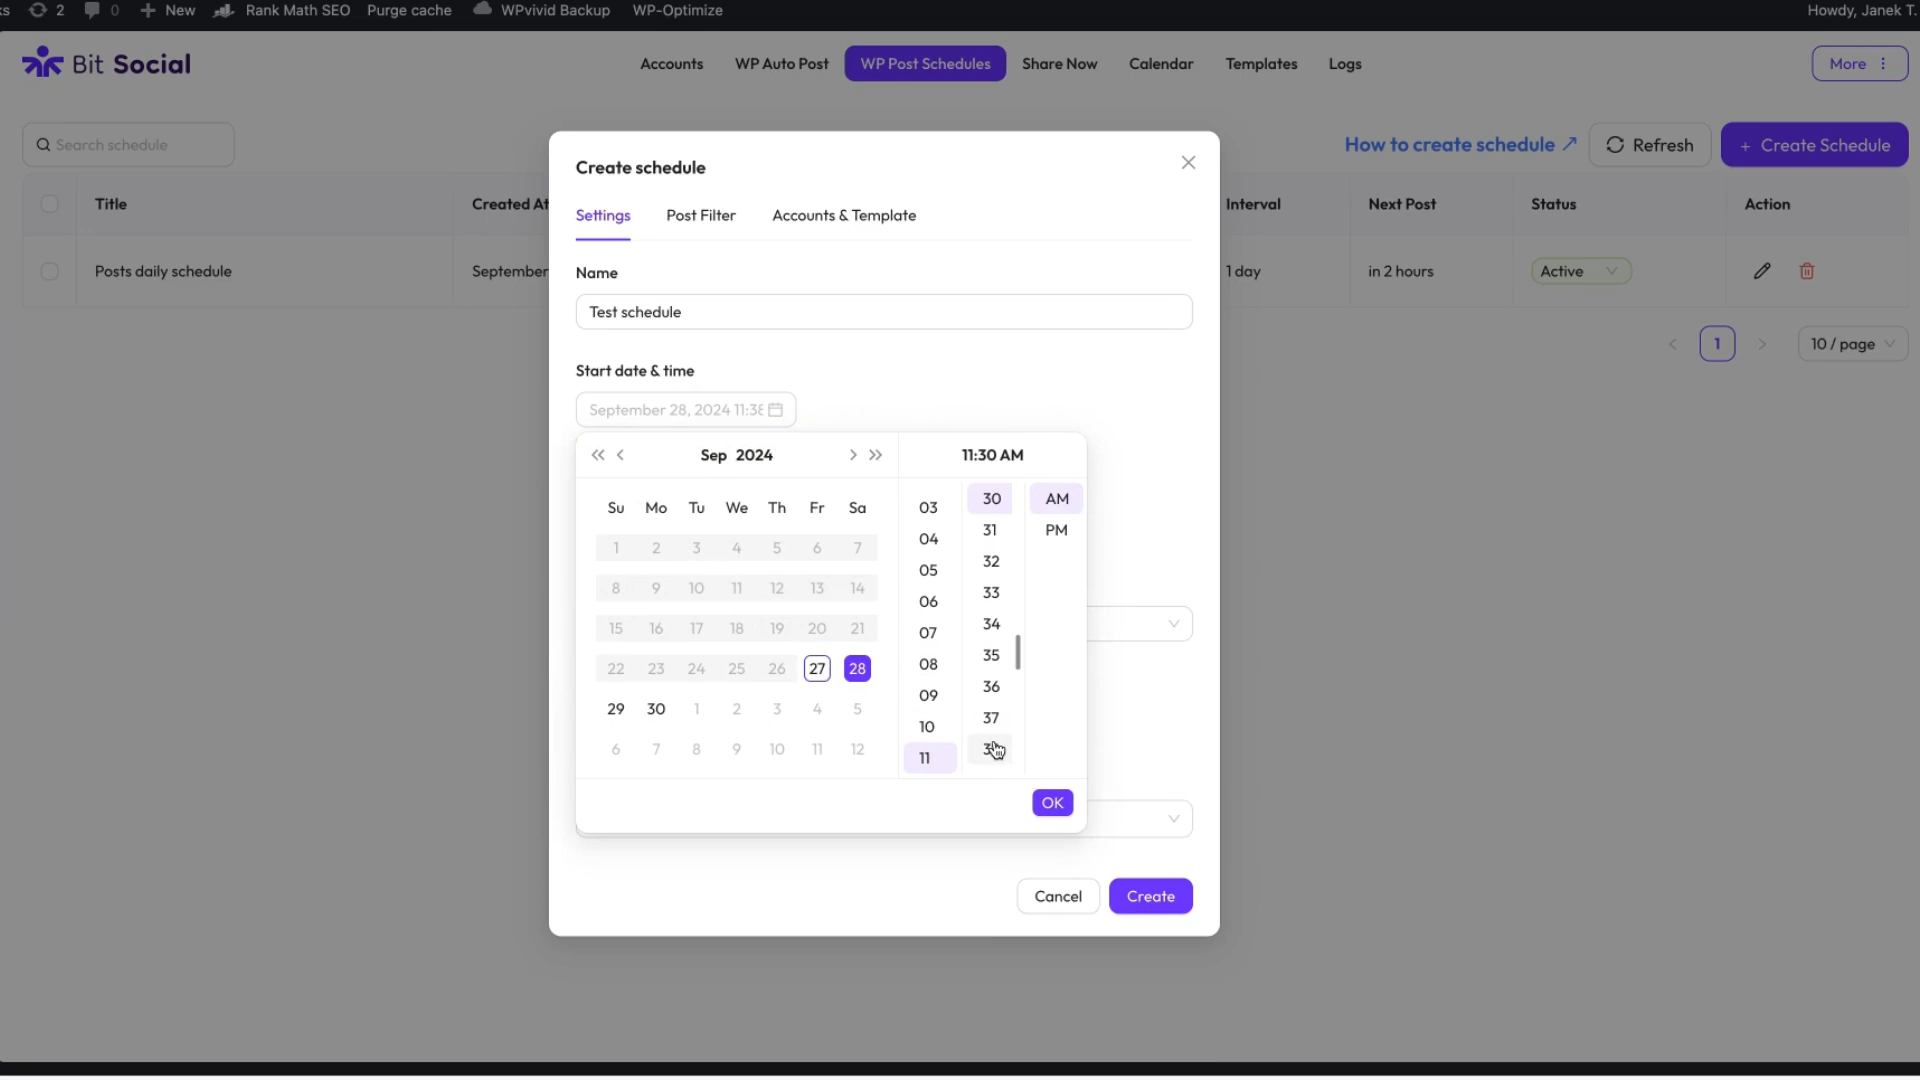 2 0 New Rank Math SEO Purge cache WPvivid Backup WP-Optimize Howdy, Janek T.
Bit Social Accounts WP Auto Post WP Post Schedules Share Now Calendar Templates Logs More
Search schedule How to create schedule Refresh + Create Schedule
Create schedule
Title Created At Interval Next Post Status Action
Settings Post Filter Accounts & Template
Posts daily schedule September 1 day in 2 hours Active
Name
Test schedule
1 10 / page
Start date & time
September 28, 2024 11:38
Sep 2024 11:30 AM
Su Mo Tu We Th Fr Sa
1 2 3 4 5 6 7
8 9 10 11 12 13 14
15 16 17 18 19 20 21
22 23 24 25 26 27 28
29 30 1 2 3 4 5
6 7 8 9 10 11 12
03
04
05
06
07
08
09
10
11
30
31
32
33
34
35
36
37
AM
PM
OK
Cancel Create